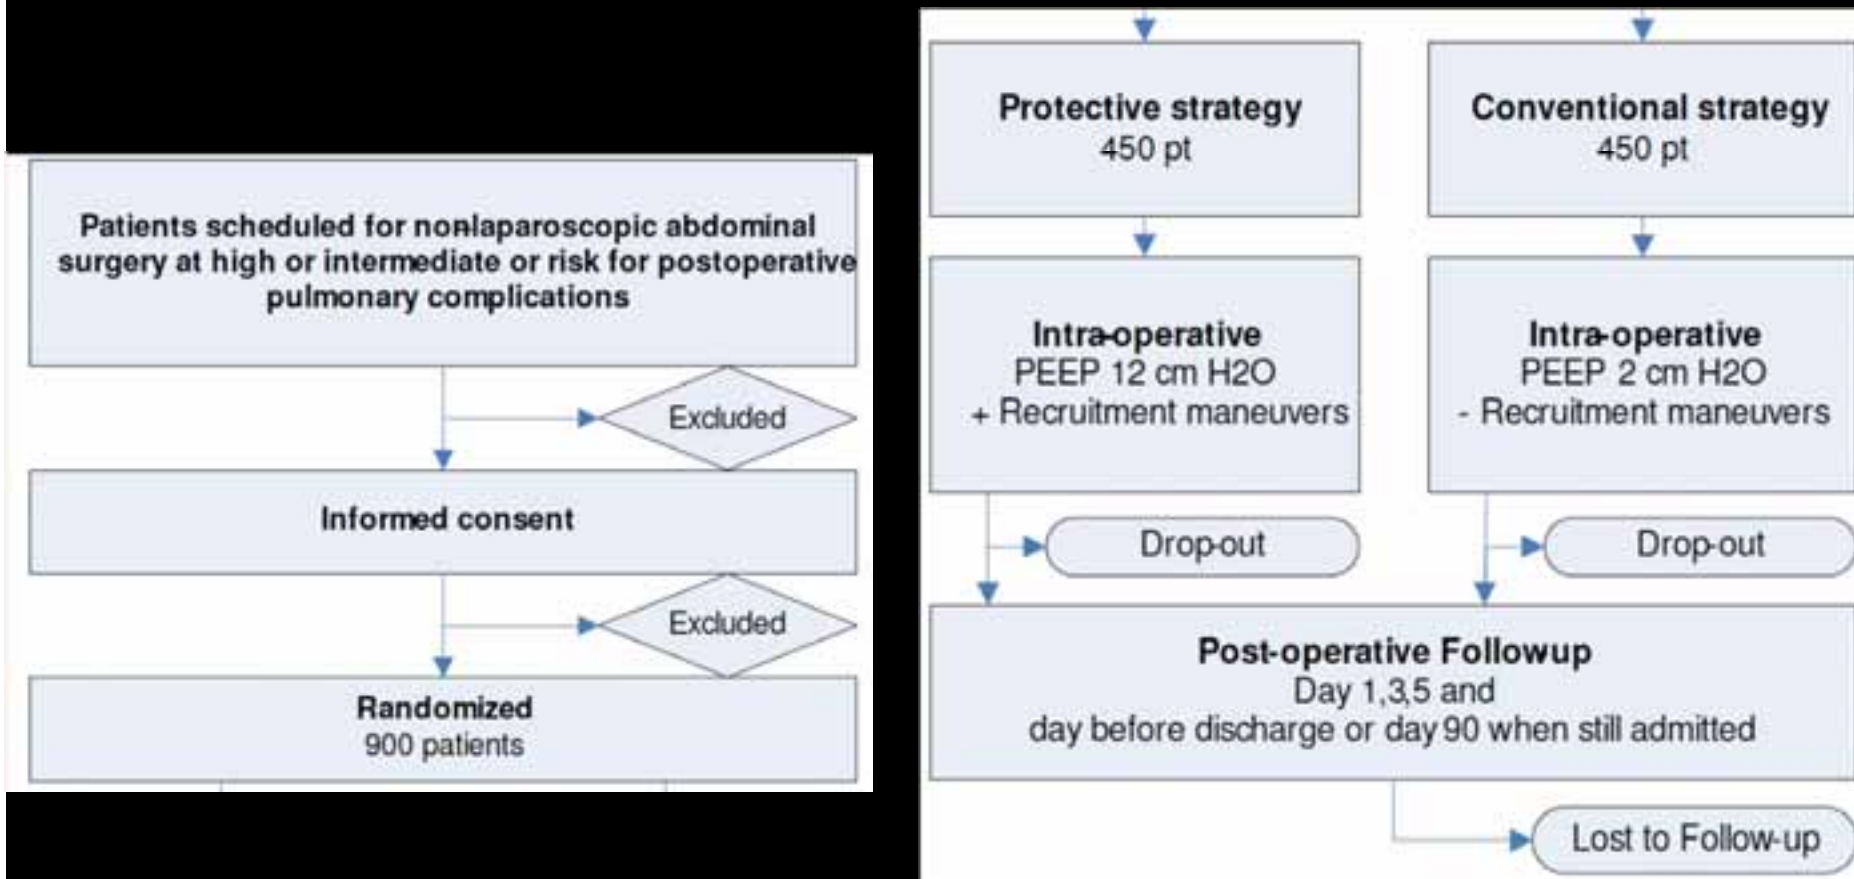 Patients scheduled for nonlaparoscopic abdominal
surgery at high or intermediate or risk for postoperative
pulmonary complications
Excluded
Informed consent
Excluded
Randomized
900 patients
Protective strategy
450 pt
Conventional strategy
450 pt
Intra-operative
PEEP 12 cm H2O
+ Recruitment maneuvers
Intra-operative
PEEP 2 cm H2O
- Recruitment maneuvers
Drop-out
Drop-out
Post-operative Followup
Day 1,3,5 and
day before discharge or day 90 when still admitted
Lost to Follow-up